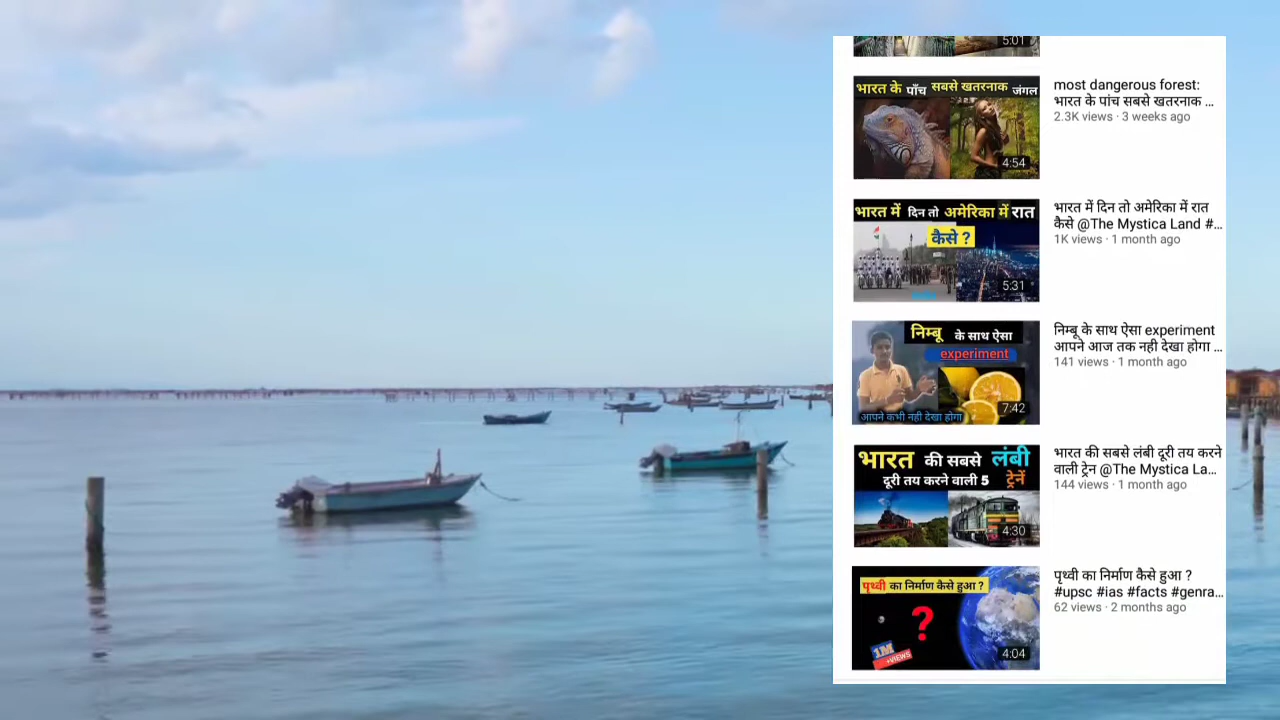 5:01
भारत के पाँच सबसे खतरनाक जंगल
4:54
most dangerous forest:
भारत के पांच सबसे खतरनाक ...
2.3K views · 3 weeks ago
भारत में दिन तो अमेरिका में रात
कैसे ?
5:31
भारत में दिन तो अमेरिका में रात
कैसे @The Mystica Land #...
1K views · 1 month ago
निम्बू के साथ ऐसा
experiment
7:42
आपने कभी नही देखा होगा
निम्बू के साथ ऐसा experiment
आपने आज तक नही देखा होगा ...
141 views · 1 month ago
भारत की सबसे लंबी
दूरी तय करने वाली 5 ट्रेनें
4:30
भारत की सबसे लंबी दूरी तय करने
वाली ट्रेन @The Mystica La...
144 views · 1 month ago
पृथ्वी का निर्माण कैसे हुआ ?
?
1M
+VIEWS
4:04
पृथ्वी का निर्माण कैसे हुआ ?
#upsc #ias #facts #genra...
62 views · 2 months ago